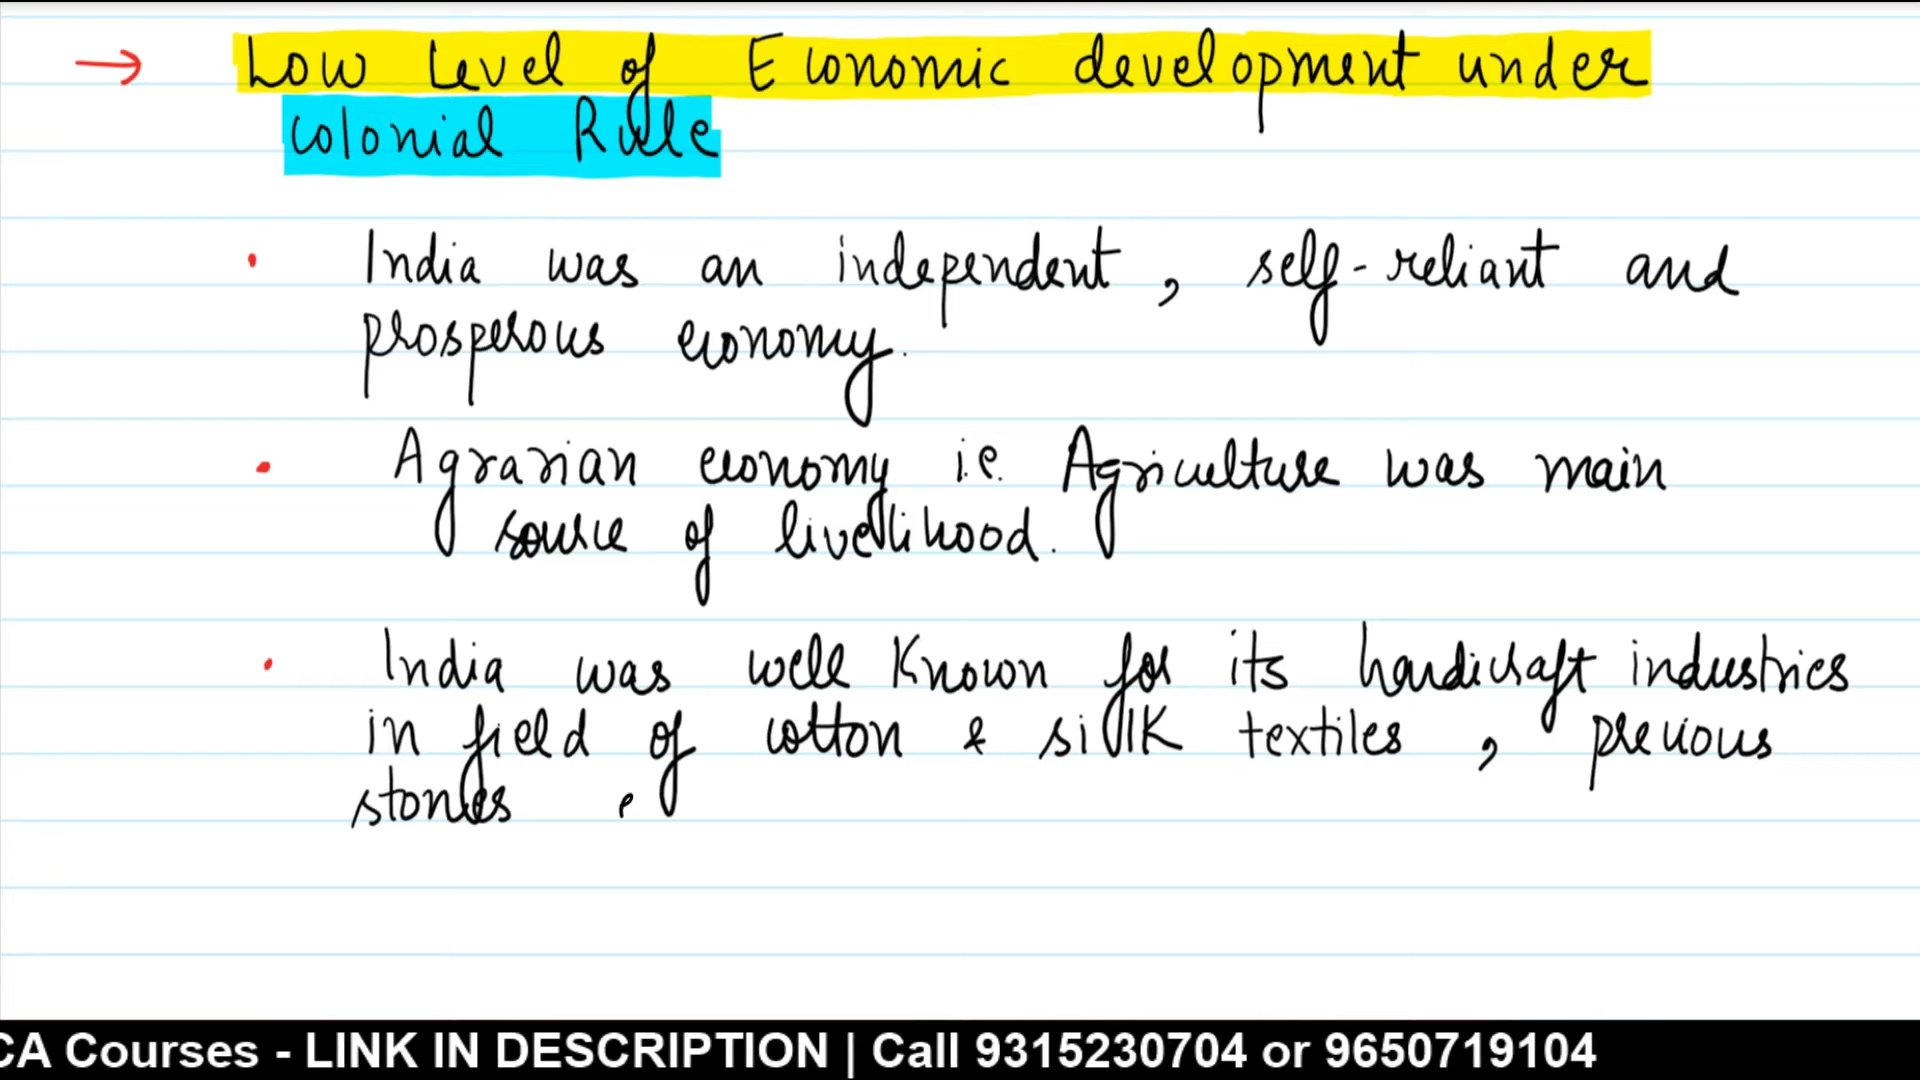 → Low Level of Economic development under
colonial Rule
• India was an independent, self-reliant and
prosperous economy.
• Agrarian economy i.e. Agriculture was main
source of livelihood.
• India was well known for its handicraft industries
in field of cotton & silk textiles, precious
stones e
CA Courses - LINK IN DESCRIPTION | Call 9315230704 or 9650719104